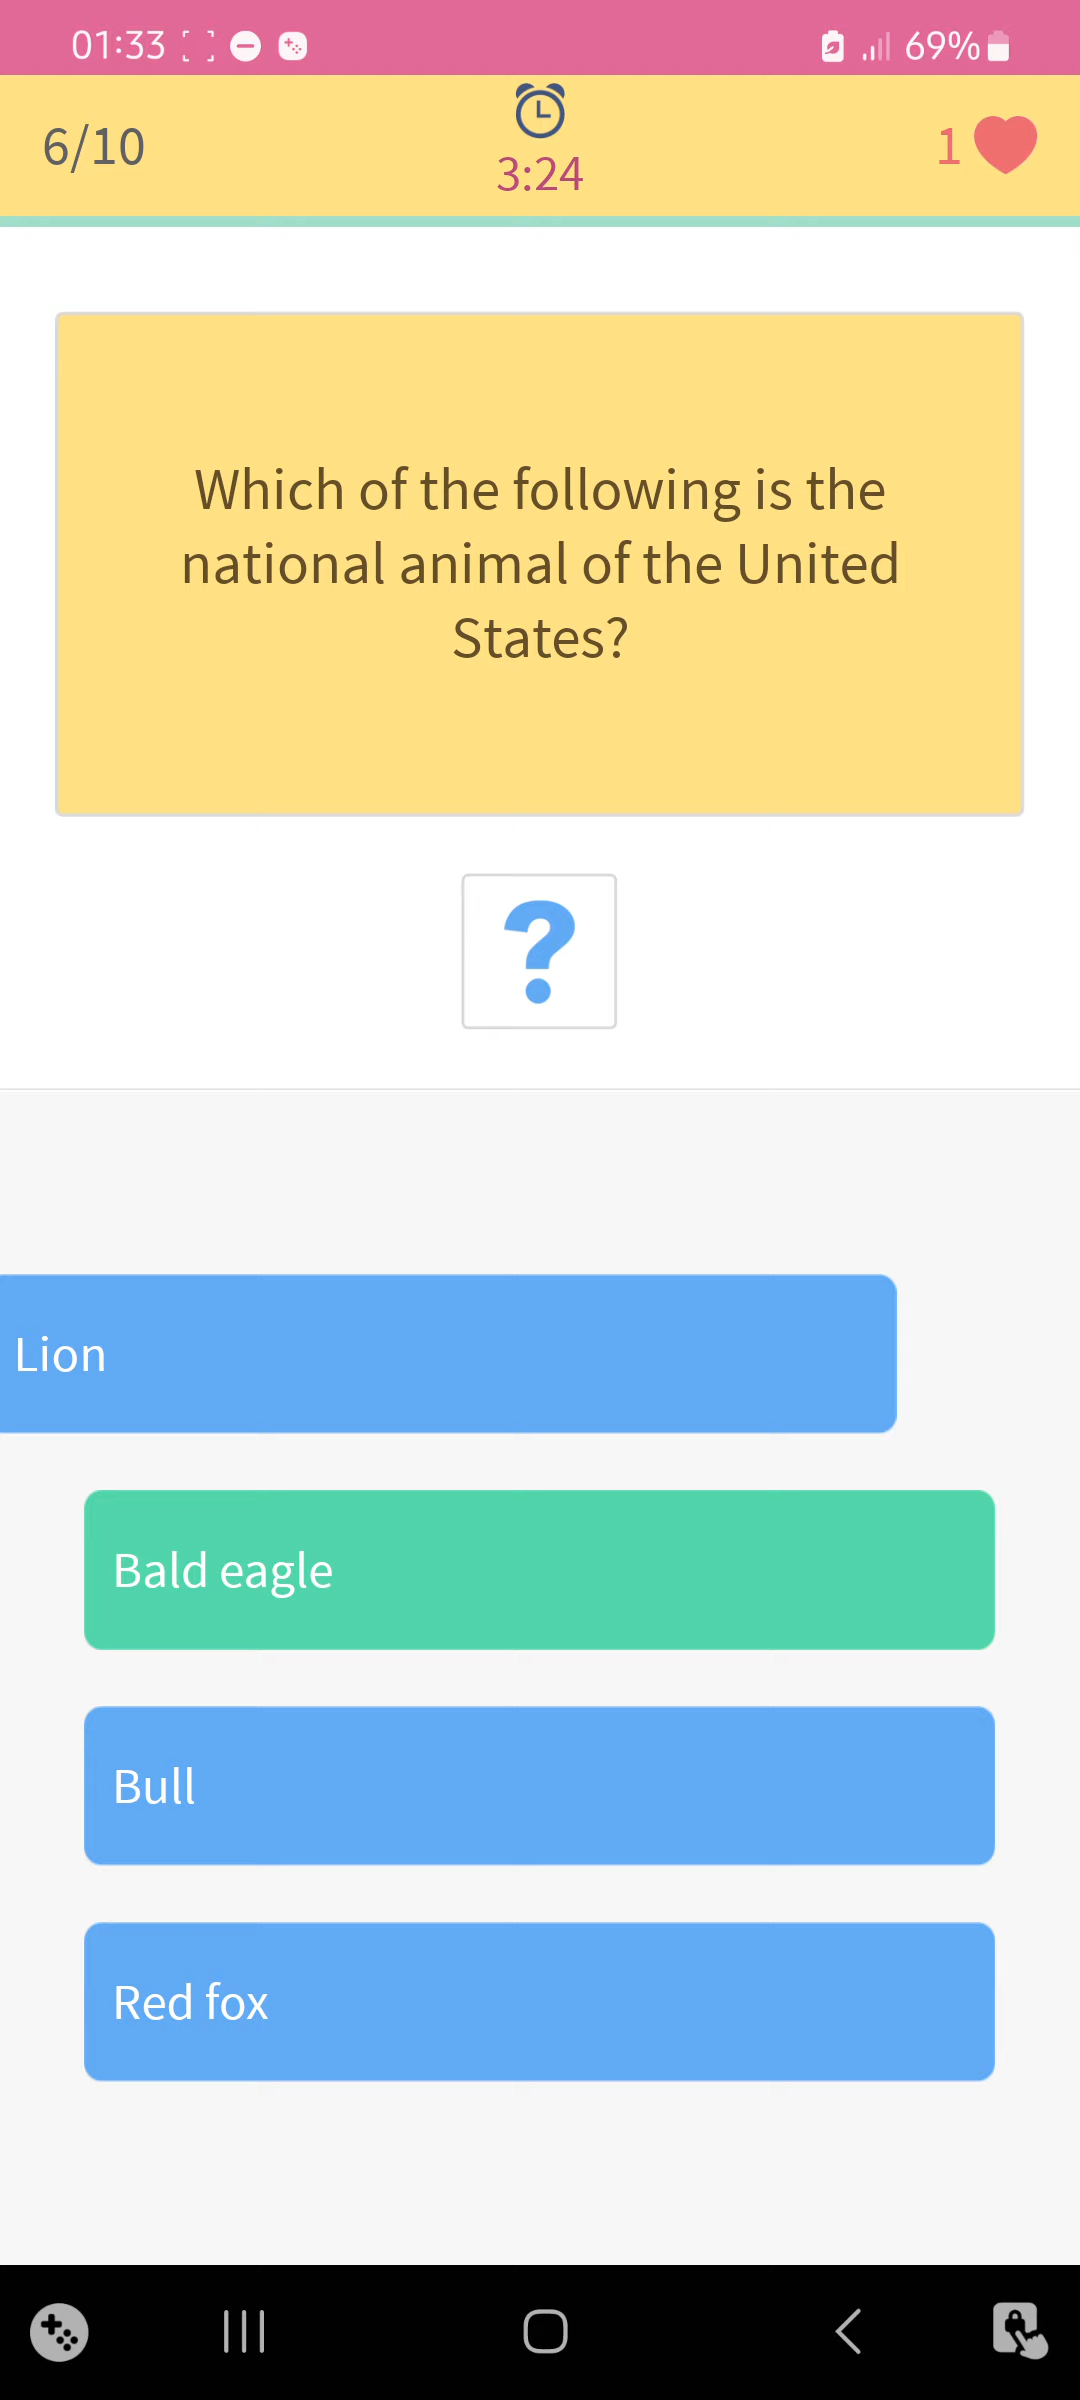 01:33
69%
6/10
3:24
1
Which of the following is the
national animal of the United
States?
?
Lion
Bald eagle
Bull
Red fox